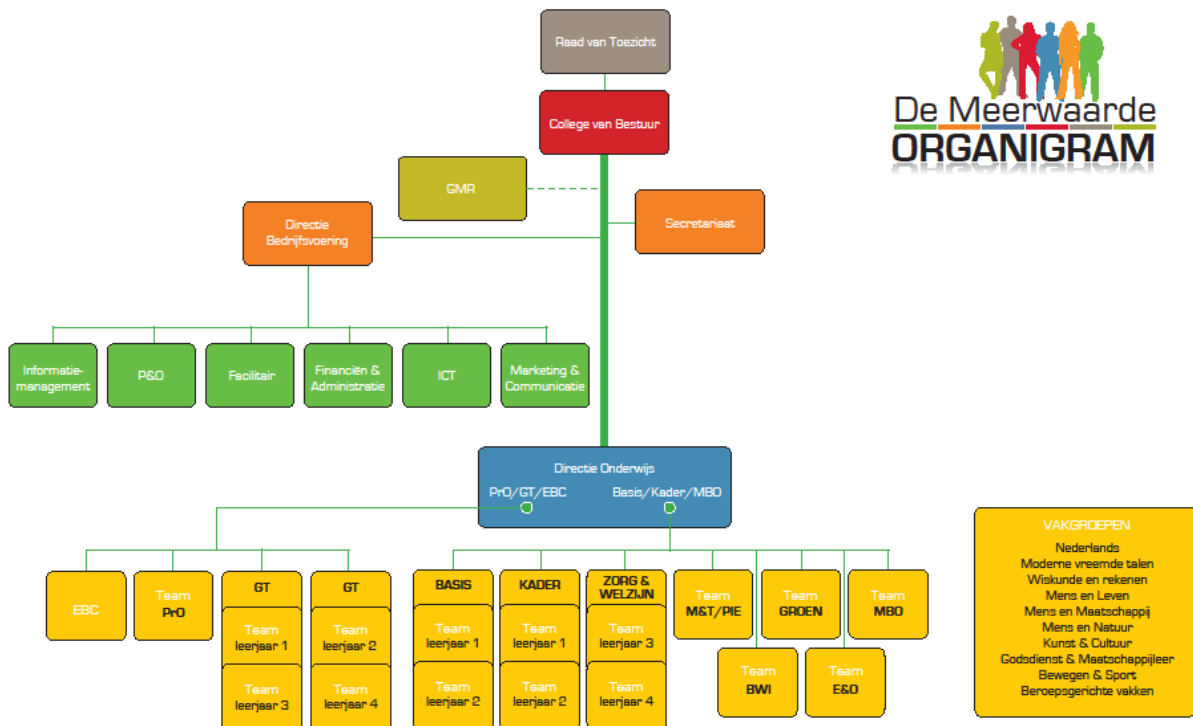 Raad van Toezicht
De Meerwaarde
ORGANIGRAM
College van Bestuur
GMR
Secretariaat
Directie
Bedrijfsvoering
Informatie-
management
P&O
Facilitair
Financiën &
Administratie
ICT
Marketing &
Communicatie
Directie Onderwijs
PrO/GT/EBC
Basis/Kader/MBO
EBC
Team
PrO
GT
Team
leerjaar 1
Team
leerjaar 3
GT
Team
leerjaar 2
Team
leerjaar 4
BASIS
Team
leerjaar 1
Team
leerjaar 2
KADER
Team
leerjaar 1
Team
leerjaar 2
ZORG &
WELZIJN
Team
leerjaar 3
Team
leerjaar 4
Team
M&T/PIE
Team
BWI
Team
GROEN
Team
E&O
Team
MBO
VAKGROEPEN
Nederlands
Moderne vreemde talen
Wiskunde en rekenen
Mens en Leven
Mens en Maatschappij
Mens en Natuur
Kunst & Cultuur
Godsdienst & Maatschappijleer
Bewegen & Sport
Beroepsgerichte vakken